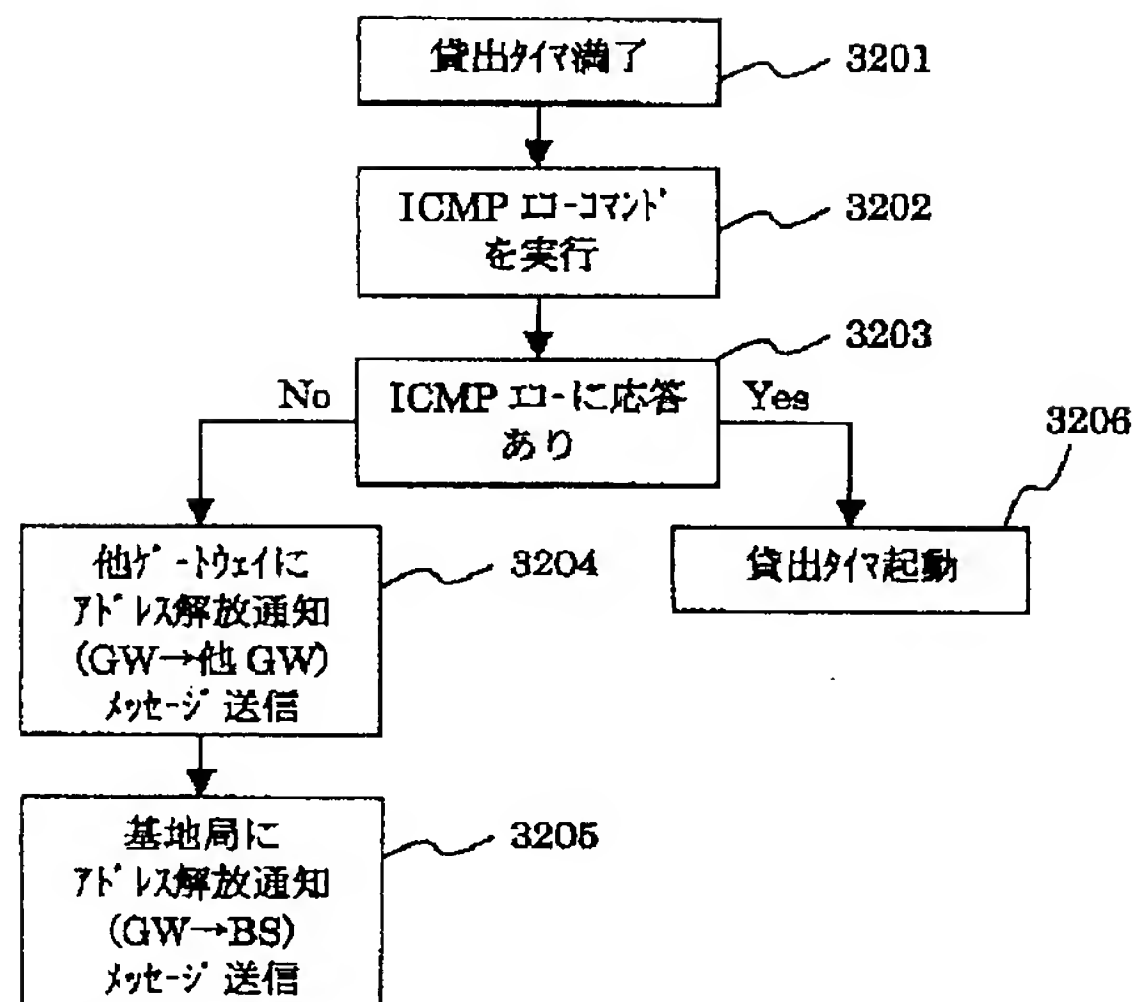 貸出ﾀｲﾏ満了
3201
ICMP ｴｺｰｺﾏﾝﾄﾞ
を実行
3202
3203
ICMP ｴｺｰに応答
あり
No
Yes
3206
他ｹﾞｰﾄｳｪｲに
ｱﾄﾞﾚｽ解放通知
(GW→他 GW)
ﾒｯｾｰｼﾞ送信
3204
貸出ﾀｲﾏ起動
基地局に
ｱﾄﾞﾚｽ解放通知
(GW→BS)
ﾒｯｾｰｼﾞ送信
3205